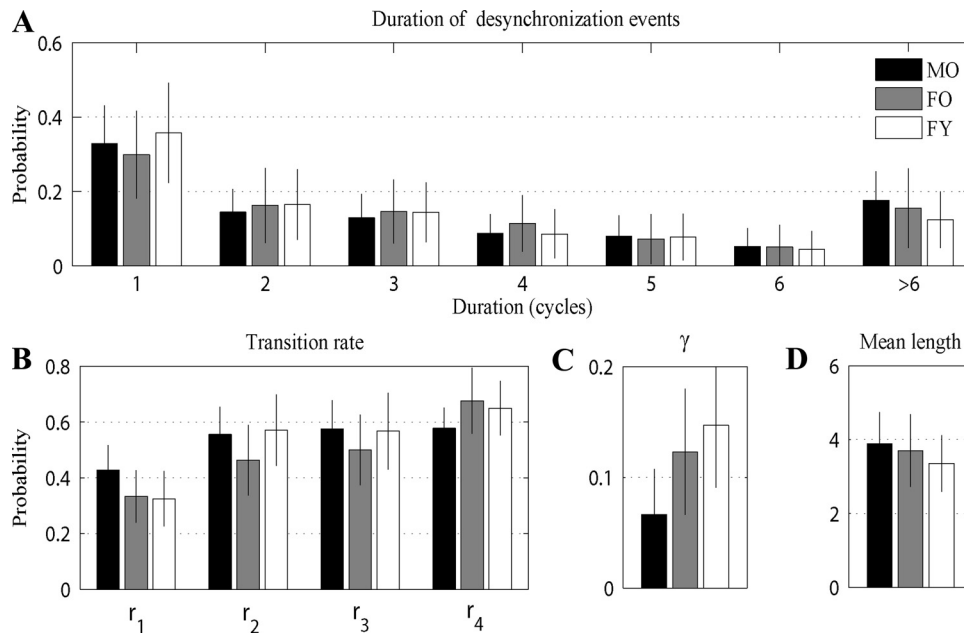 A
Duration of desynchronization events
Probability
0.6
0.4
0.2
0
MO
FO
FY
1 2 3 4 5 6 >6
Duration (cycles)
B
Transition rate
Probability
0.8
0.6
0.4
0.2
0
r1 r2 r3 r4
C
γ
0.2
0.1
0
D
Mean length
6
4
2
0